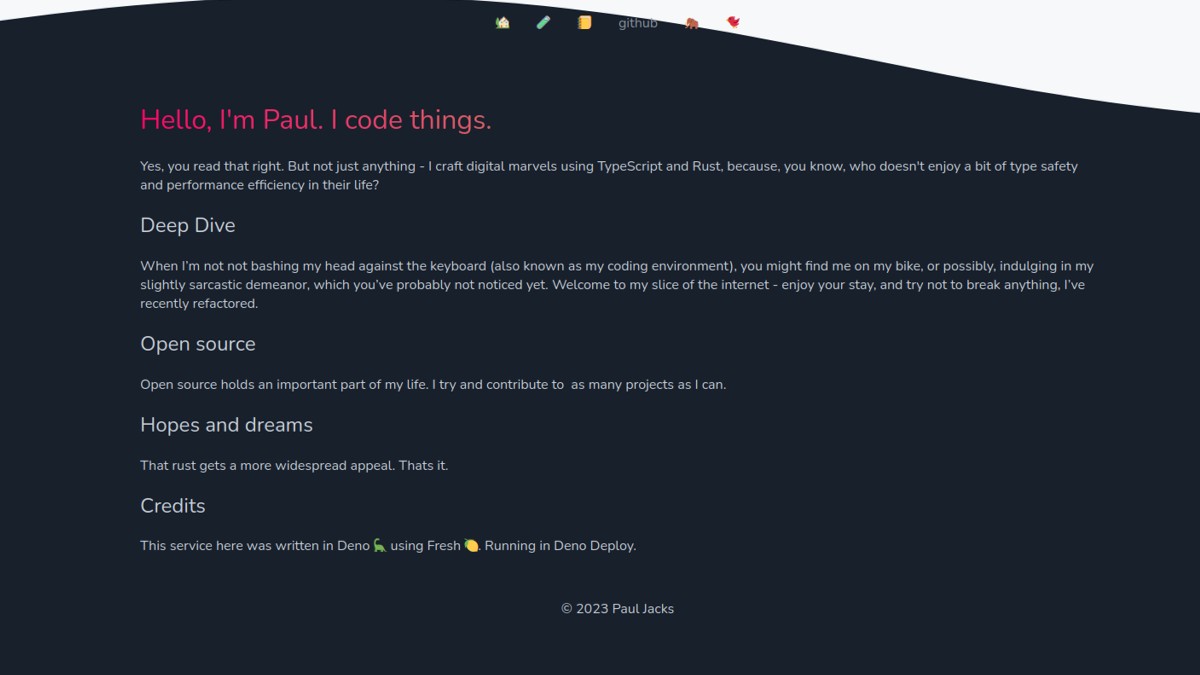 github
Hello, I'm Paul. I code things.
Yes, you read that right. But not just anything - I craft digital marvels using TypeScript and Rust, because, you know, who doesn't enjoy a bit of type safety
and performance efficiency in their life?
Deep Dive
When I’m not not bashing my head against the keyboard (also known as my coding environment), you might find me on my bike, or possibly, indulging in my
slightly sarcastic demeanor, which you’ve probably not noticed yet. Welcome to my slice of the internet - enjoy your stay, and try not to break anything, I’ve
recently refactored.
Open source
Open source holds an important part of my life. I try and contribute to  as many projects as I can.
Hopes and dreams
That rust gets a more widespread appeal. Thats it.
Credits
This service here was written in Deno 🦕 using Fresh 🍋. Running in Deno Deploy.
© 2023 Paul Jacks